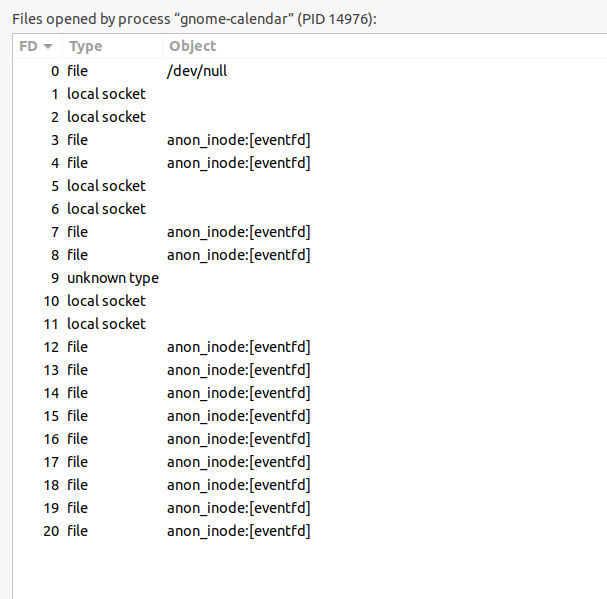 Files opened by process “gnome-calendar” (PID 14976):
FD Type Object
0 file /dev/null
1 local socket
2 local socket
3 file anon_inode:[eventfd]
4 file anon_inode:[eventfd]
5 local socket
6 local socket
7 file anon_inode:[eventfd]
8 file anon_inode:[eventfd]
9 unknown type
10 local socket
11 local socket
12 file anon_inode:[eventfd]
13 file anon_inode:[eventfd]
14 file anon_inode:[eventfd]
15 file anon_inode:[eventfd]
16 file anon_inode:[eventfd]
17 file anon_inode:[eventfd]
18 file anon_inode:[eventfd]
19 file anon_inode:[eventfd]
20 file anon_inode:[eventfd]